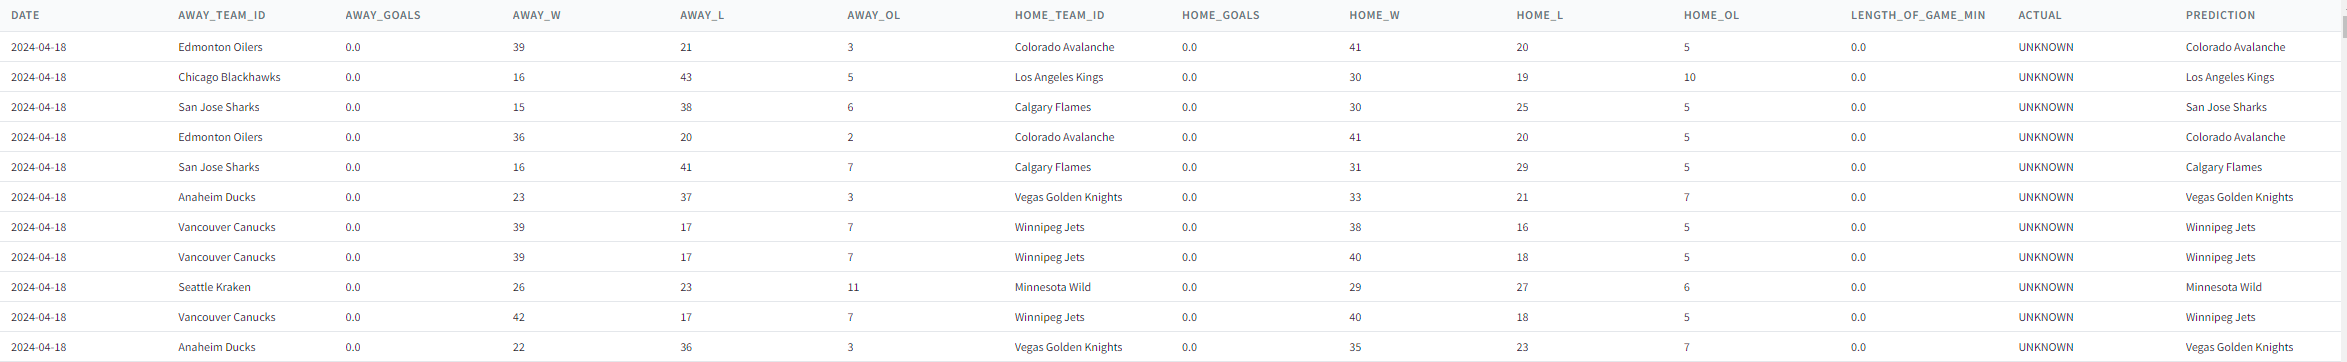 DATE AWAY_TEAM_ID AWAY_GOALS AWAY_W AWAY_L AWAY_OL HOME_TEAM_ID HOME_GOALS HOME_W HOME_L HOME_OL LENGTH_OF_GAME_MIN ACTUAL PREDICTION
2024-04-18 Edmonton Oilers 0.0 39 21 3 Colorado Avalanche 0.0 41 20 5 0.0 UNKNOWN Colorado Avalanche
2024-04-18 Chicago Blackhawks 0.0 16 43 5 Los Angeles Kings 0.0 30 19 10 0.0 UNKNOWN Los Angeles Kings
2024-04-18 San Jose Sharks 0.0 15 38 6 Calgary Flames 0.0 30 25 5 0.0 UNKNOWN San Jose Sharks
2024-04-18 Edmonton Oilers 0.0 36 20 2 Colorado Avalanche 0.0 41 20 5 0.0 UNKNOWN Colorado Avalanche
2024-04-18 San Jose Sharks 0.0 16 41 7 Calgary Flames 0.0 31 29 5 0.0 UNKNOWN Calgary Flames
2024-04-18 Anaheim Ducks 0.0 23 37 3 Vegas Golden Knights 0.0 33 21 7 0.0 UNKNOWN Vegas Golden Knights
2024-04-18 Vancouver Canucks 0.0 39 17 7 Winnipeg Jets 0.0 38 16 5 0.0 UNKNOWN Winnipeg Jets
2024-04-18 Vancouver Canucks 0.0 39 17 7 Winnipeg Jets 0.0 40 18 5 0.0 UNKNOWN Winnipeg Jets
2024-04-18 Seattle Kraken 0.0 26 23 11 Minnesota Wild 0.0 29 27 6 0.0 UNKNOWN Minnesota Wild
2024-04-18 Vancouver Canucks 0.0 42 17 7 Winnipeg Jets 0.0 40 18 5 0.0 UNKNOWN Winnipeg Jets
2024-04-18 Anaheim Ducks 0.0 22 36 3 Vegas Golden Knights 0.0 35 23 7 0.0 UNKNOWN Vegas Golden Knights